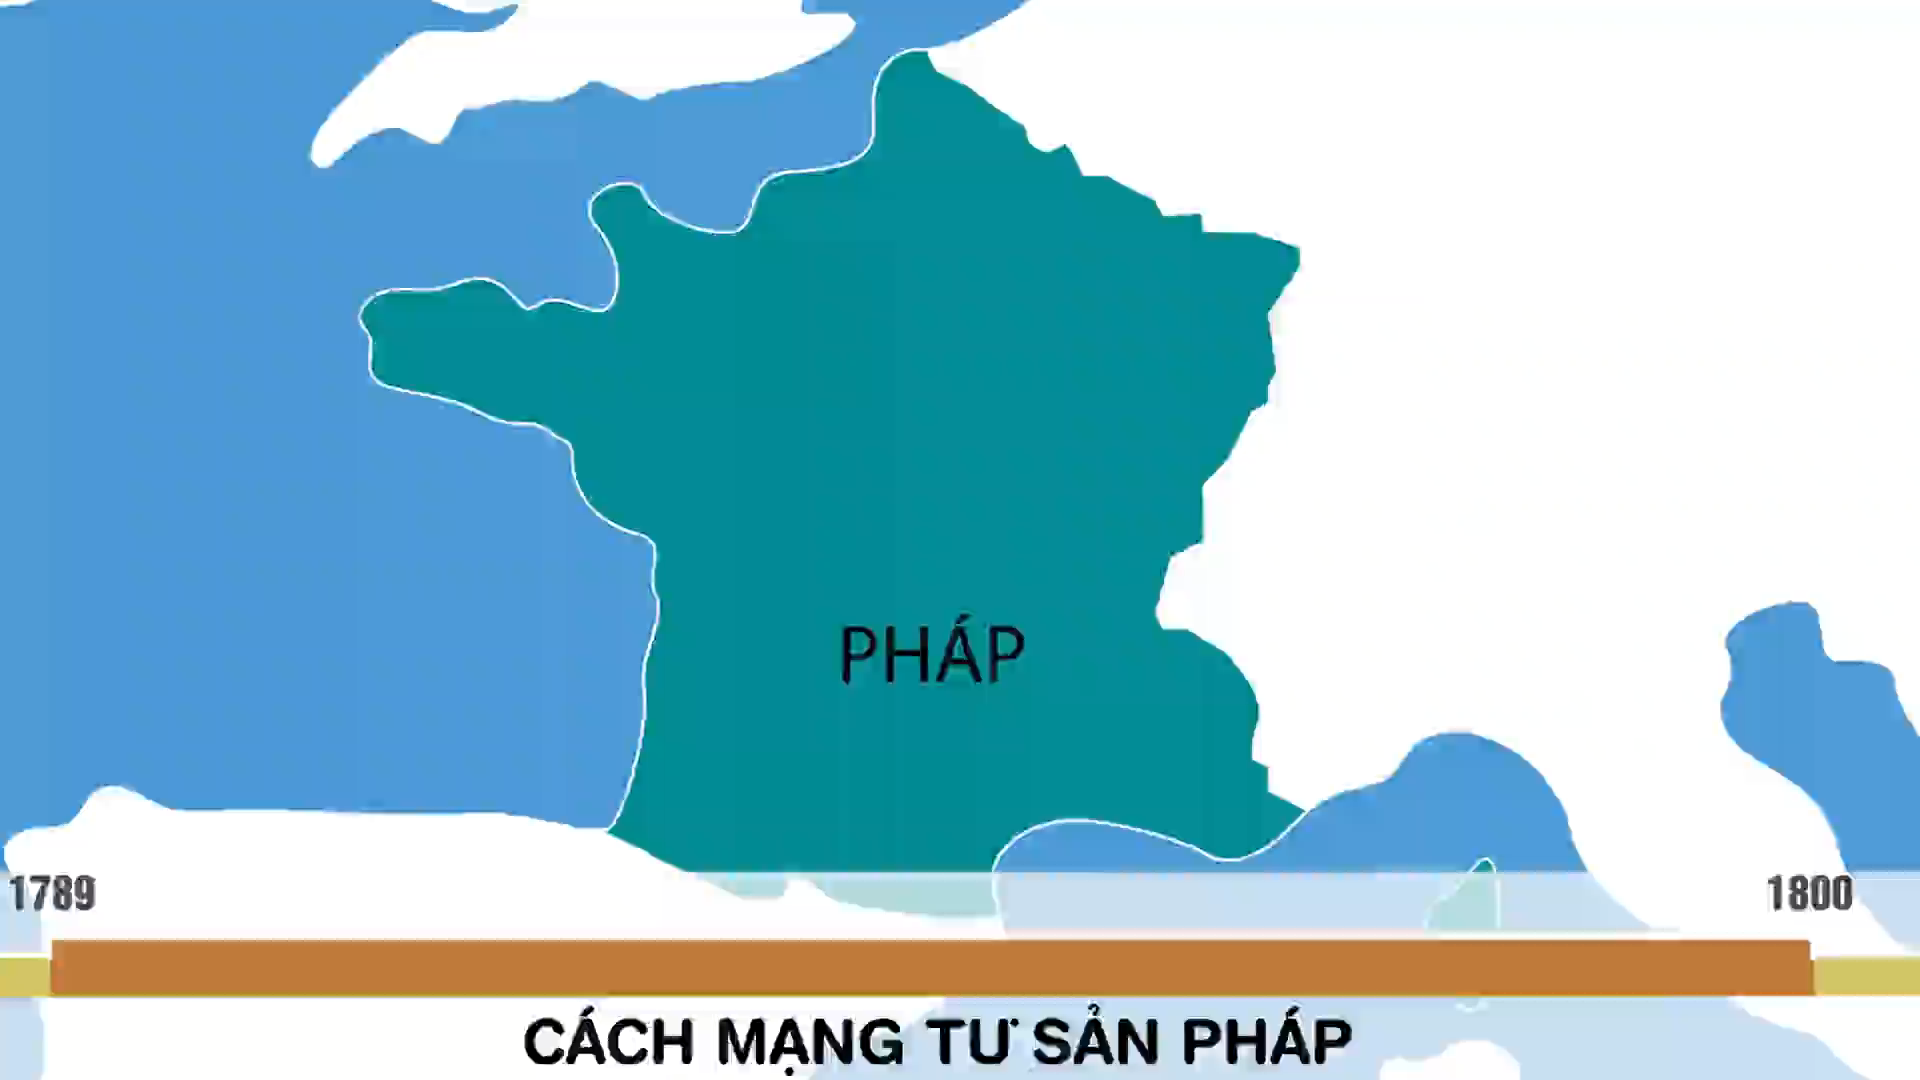 PHÁP
1789
1800
CÁCH MẠNG TƯ SẢN PHÁP